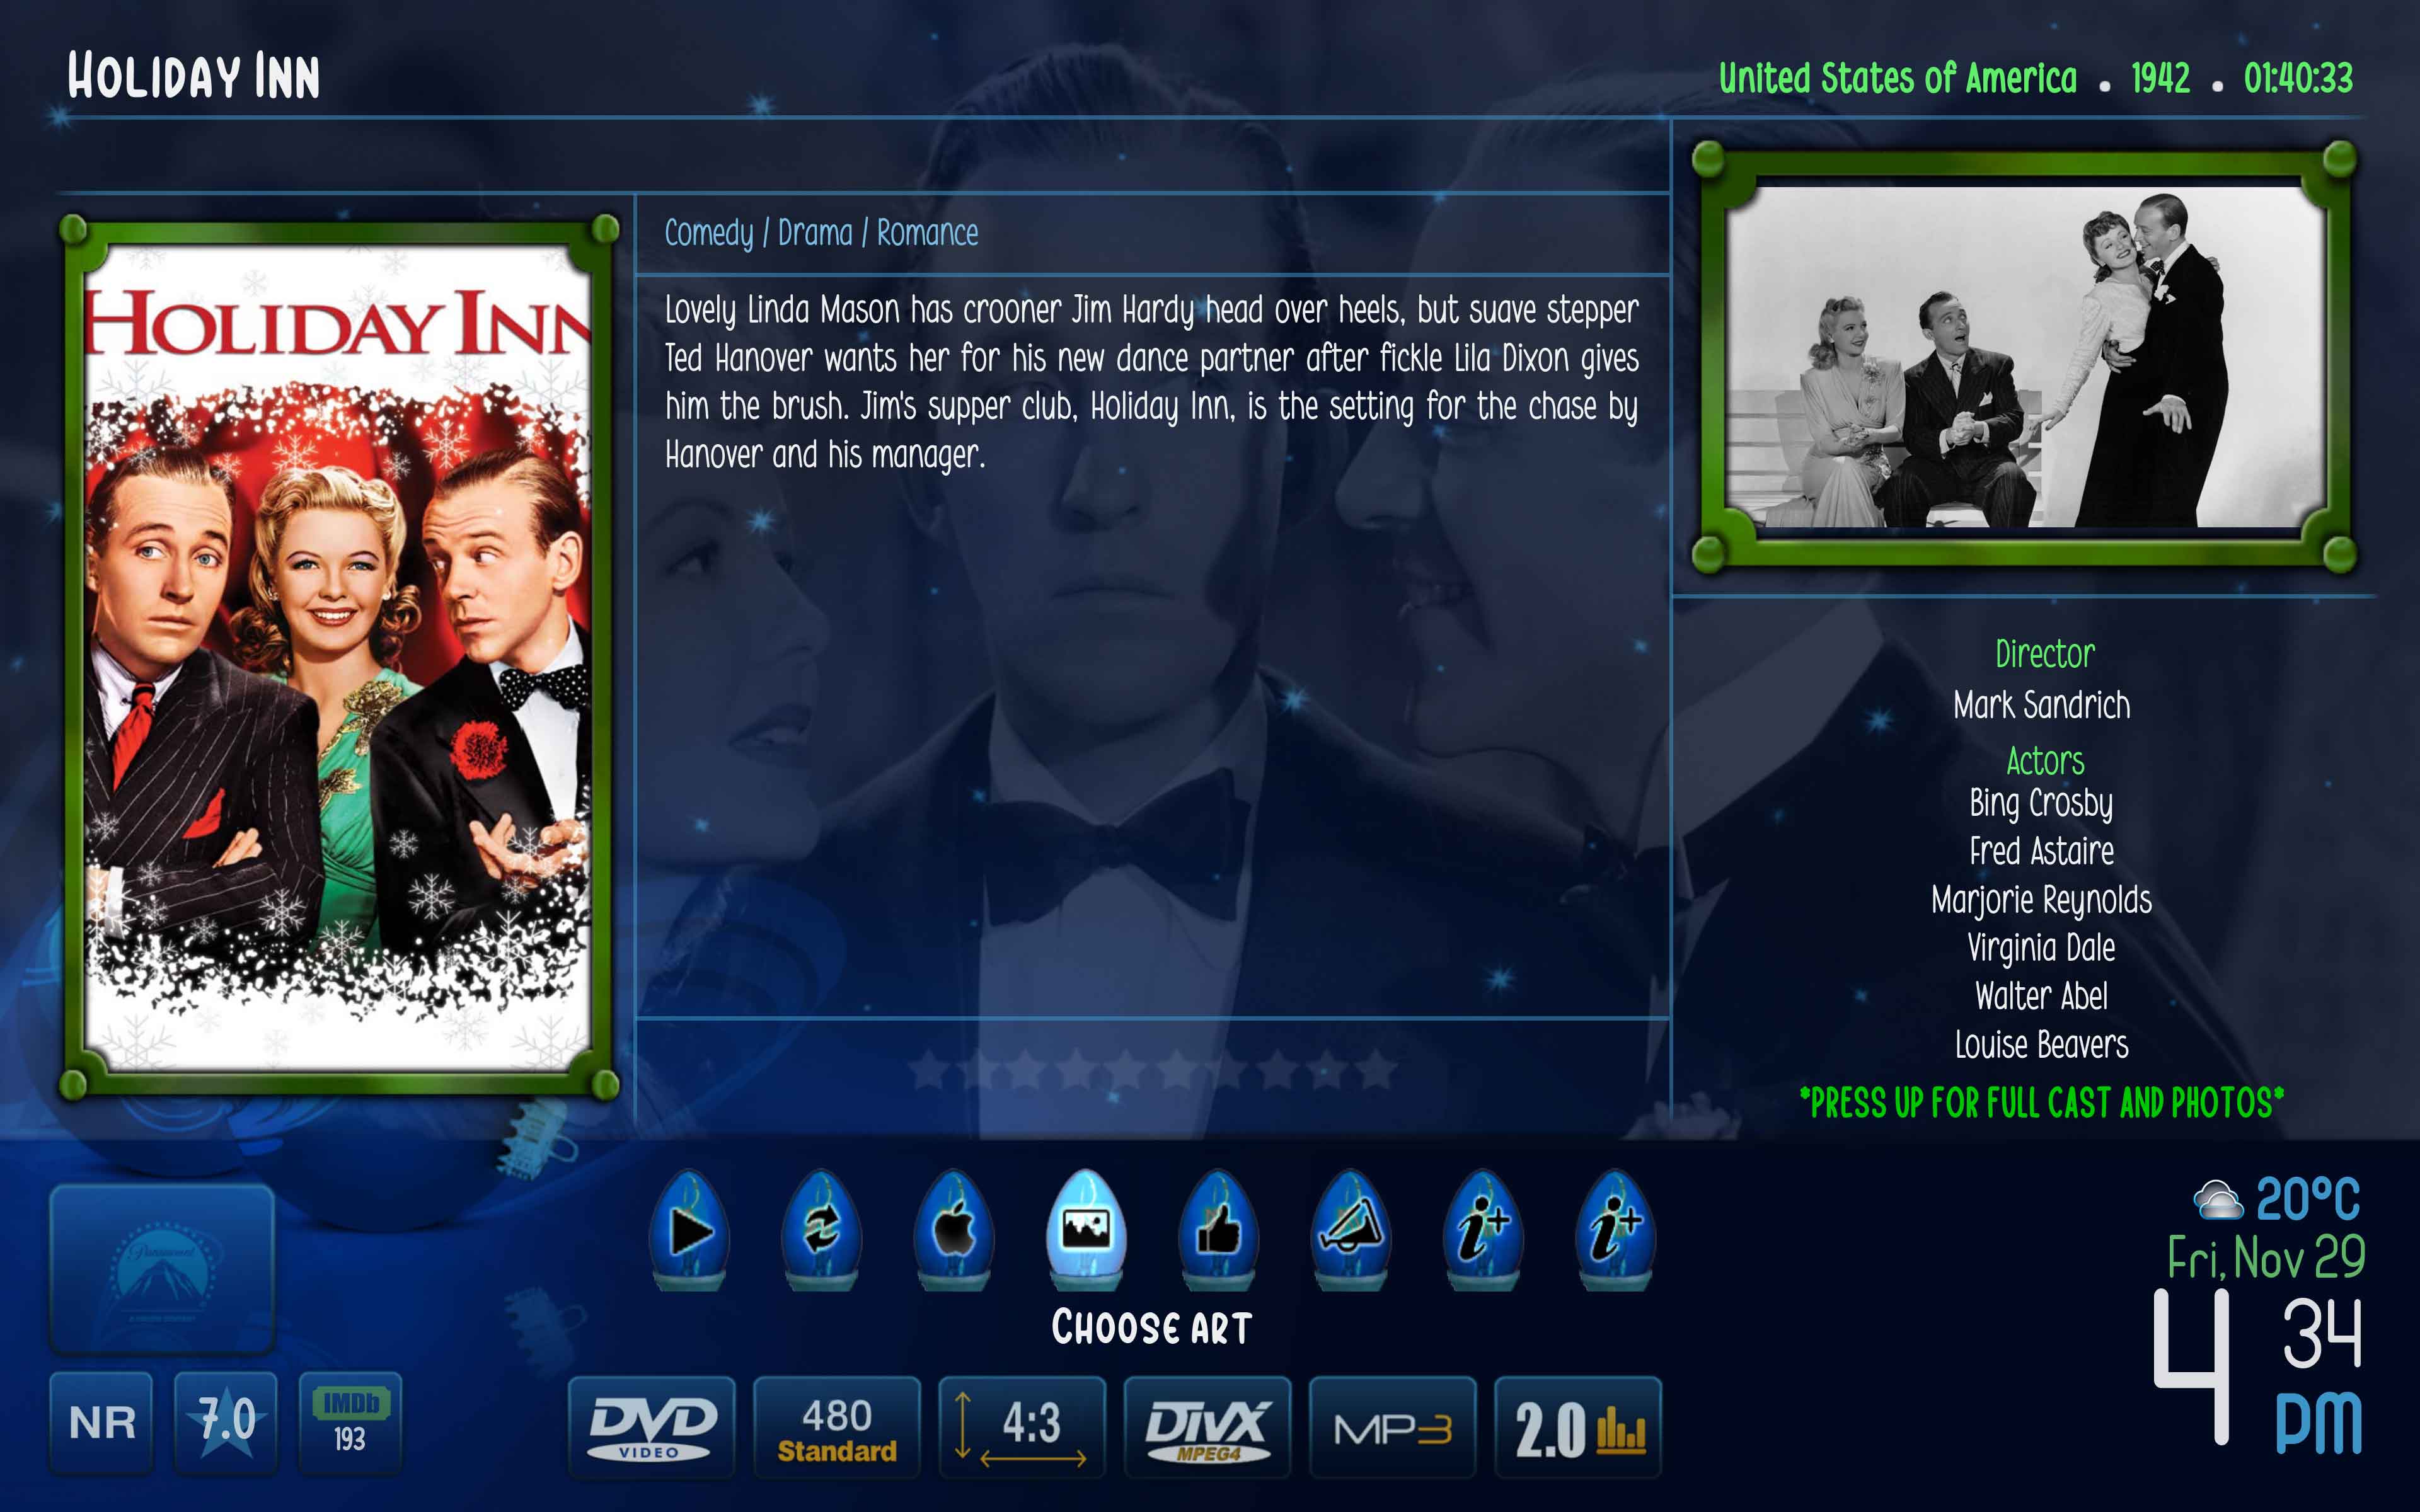 HOLIDAY INN
United States of America . 1942 . 01:40:33
HOLIDAY INN
Comedy / Drama / Romance
Lovely Linda Mason has crooner Jim Hardy head over heels, but suave stepper
Ted Hanover wants her for his new dance partner after fickle Lila Dixon gives
him the brush. Jim's supper club, Holiday Inn, is the setting for the chase by
Hanover and his manager.
Director
Mark Sandrich
Actors
Bing Crosby
Fred Astaire
Marjorie Reynolds
Virginia Dale
Walter Abel
Louise Beavers
*PRESS UP FOR FULL CAST AND PHOTOS*
CHOOSE ART
Paramount
NR
7.0
IMDb
193
DVD
VIDEO
480
Standard
4:3
DIVX
MPEG4
MP3
2.0
20°C
Fri, Nov 29
4 34
PM